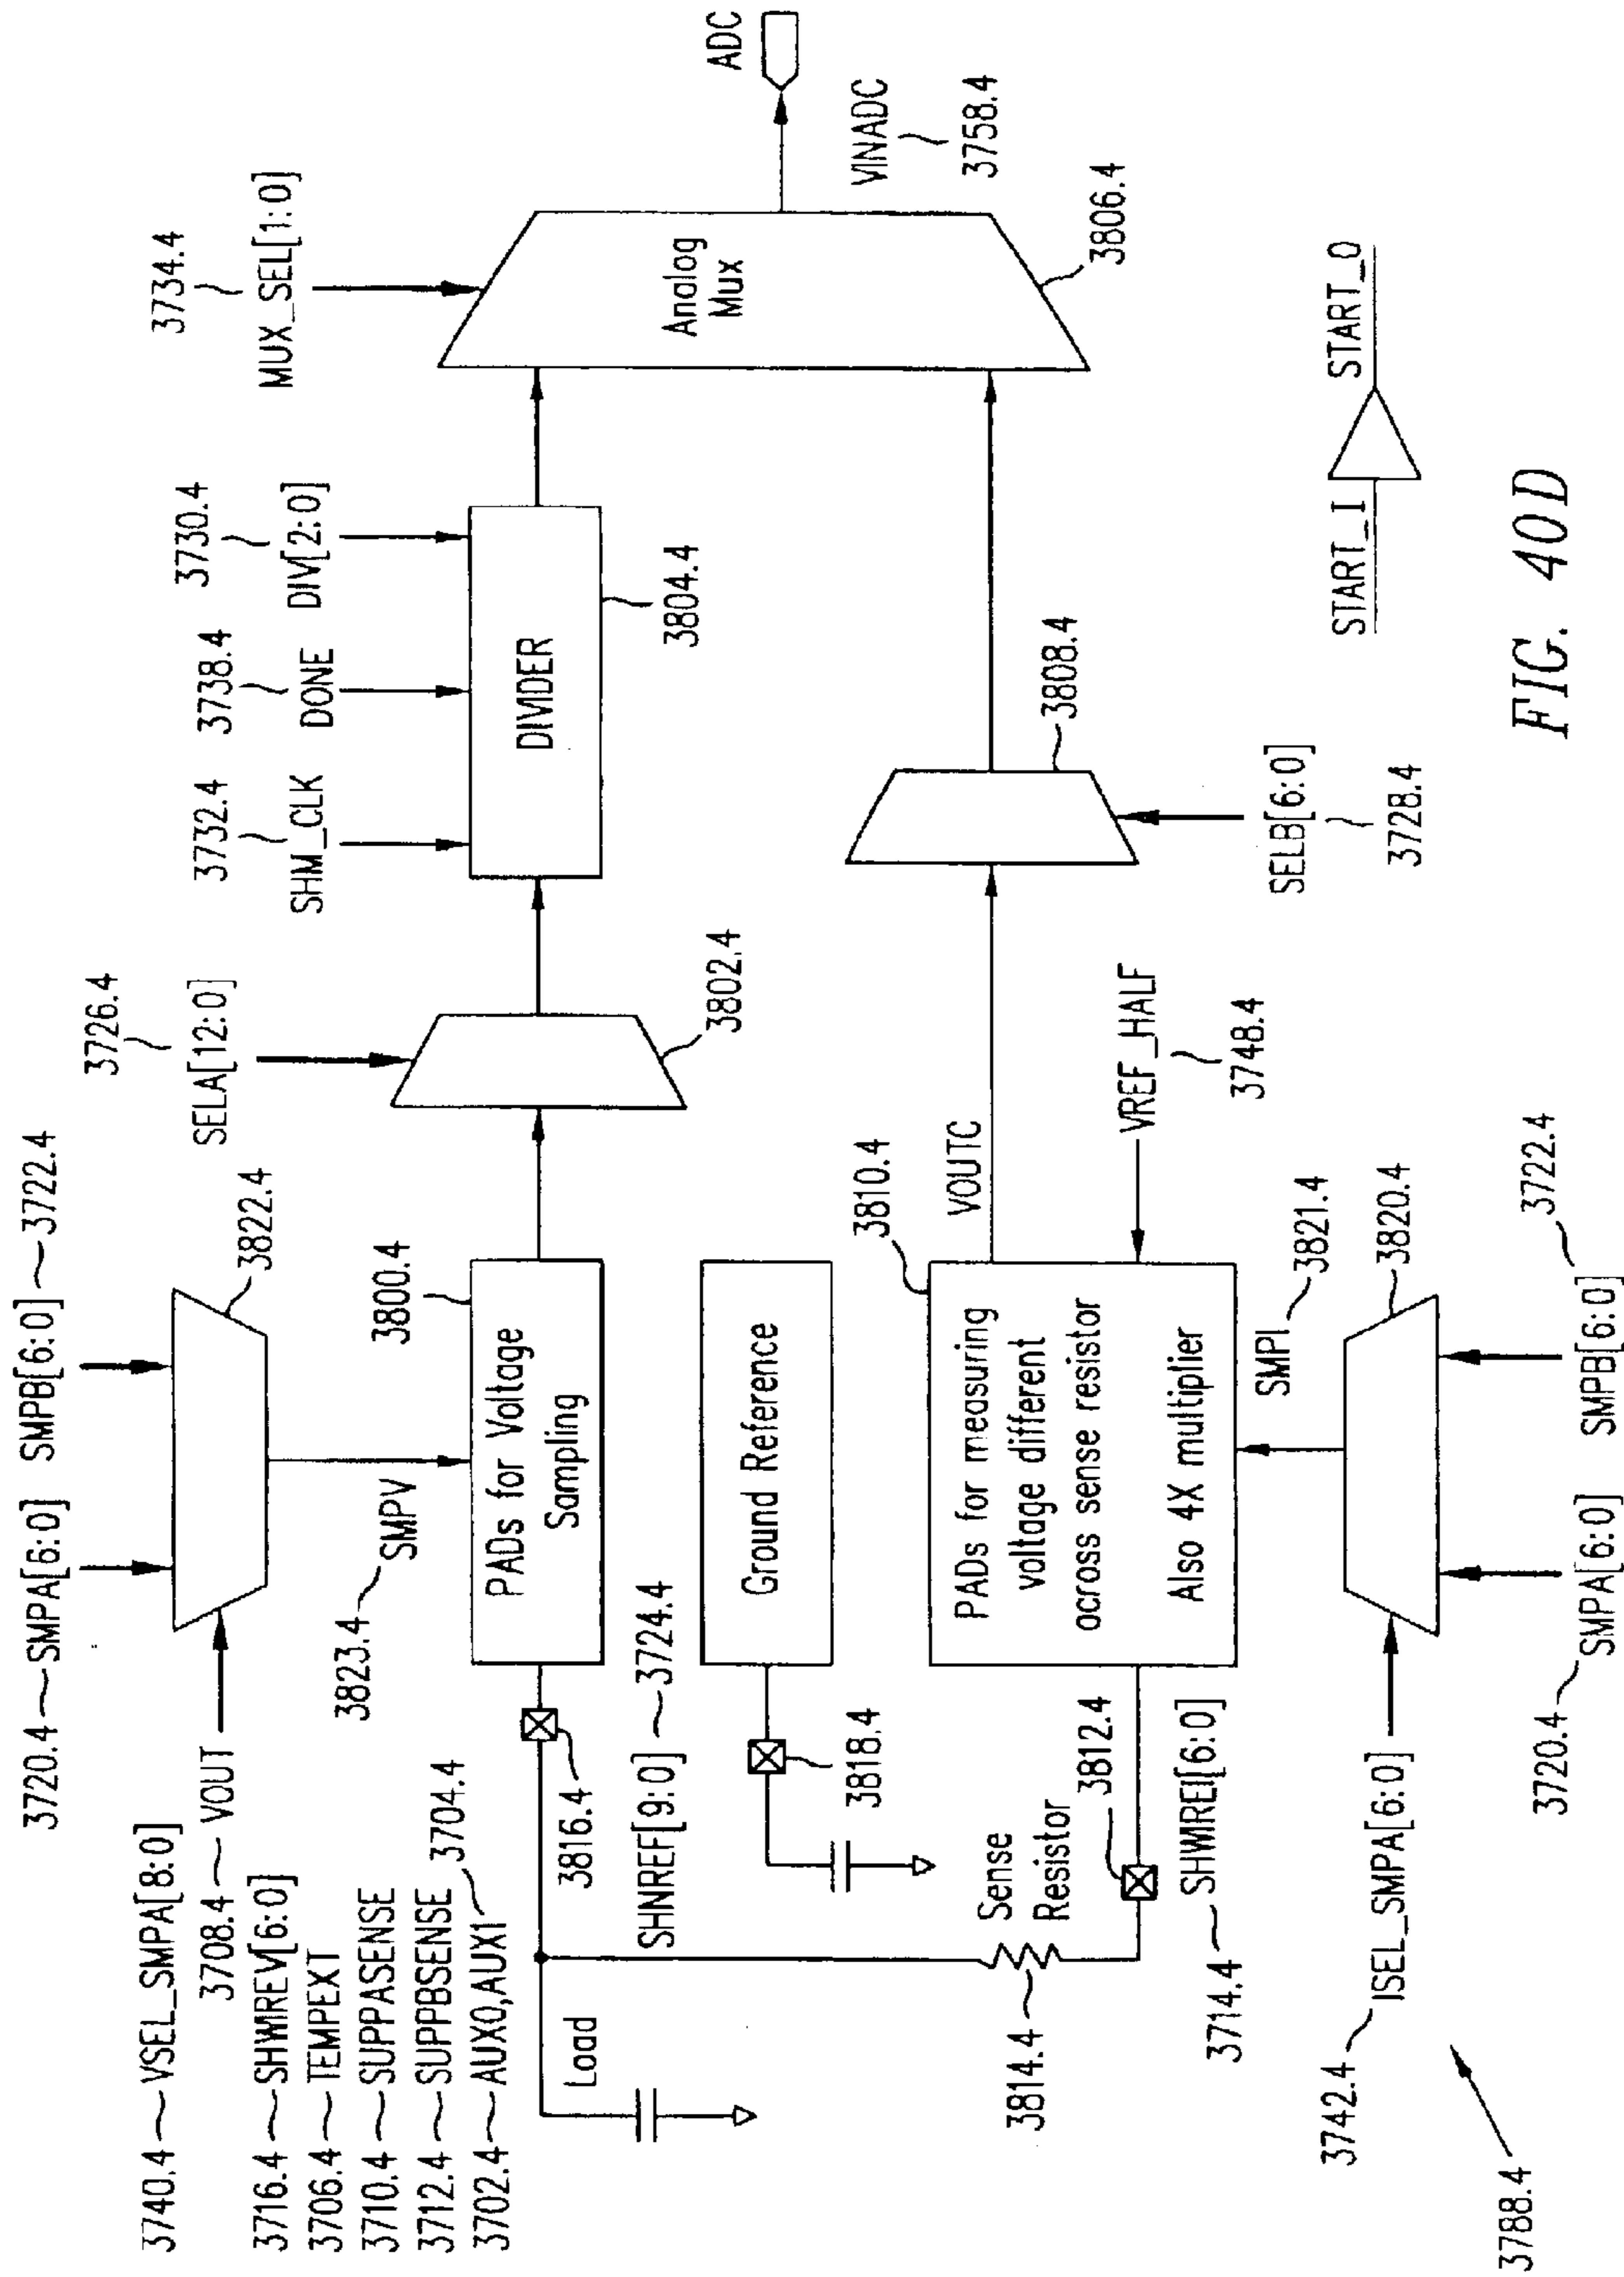 3740.4 VSEL_SMPA[8:0]
3708.4 VOUT
3716.4 SHWIREV[6:0]
3706.4 TEMPEXT
3710.4 SUPPASENSE
3712.4 SUPPBSENSE
3702.4 AUX0,AUX1 3704.4
3720.4 SMPA[6:0] SMPB[6:0] 3722.4
3822.4
3823.4 SMPV
3800.4
PADs for Voltage
Sampling
3816.4
Load
3726.4
SELA[12:0]
3802.4
3732.4
SHM_CLK
3738.4
DONE
3730.4
DIV[2:0]
DIVIDER
3804.4
3734.4
MUX_SEL[1:0]
Analog
Mux
3806.4
ADC
VINADC
3758.4
SHNREF[9:0] 3724.4
Ground Reference
3818.4
Sense
Resistor
3814.4
3812.4
3714.4 SHWIREI[6:0]
3810.4
PADs for measuring
voltage different
across sense resistor
Also 4X multiplier
VOUTC
VREF_HALF
3748.4
3808.4
SELB[6:0]
3728.4
SMPI
3821.4
3820.4
3742.4 ISEL_SMPA[6:0]
3720.4 SMPA[6:0]
SMPB[6:0] 3722.4
START_I START_O
3788.4
FIG. 40D